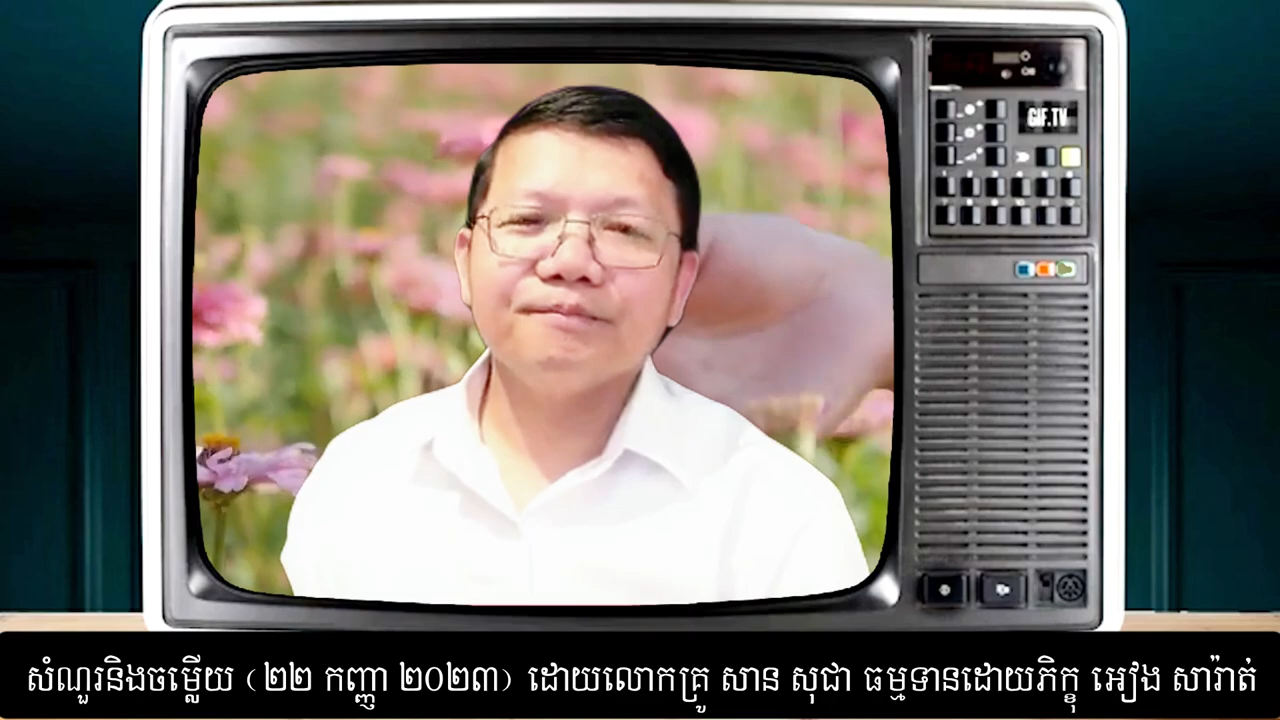 GIF.TV
សំណួរនិងចម្លើយ (២២ កញ្ញា ២០២៣) ដោយលោកគ្រូ សាន សុជា ធម្មទានដោយភិក្ខុ អៀង សារ៉ាត់